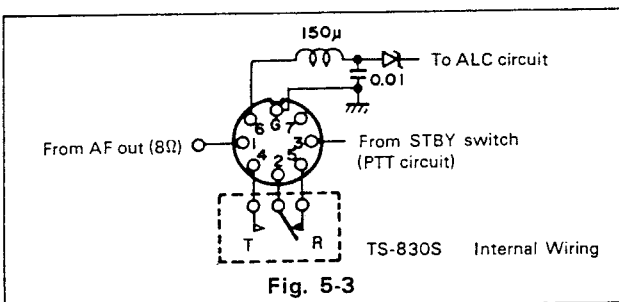 150μ
To ALC circuit
0.01
6 G 7
From AF out (8Ω) 1 3 From STBY switch
(PTT circuit)
4 2 5
T R TS-830S Internal Wiring
Fig. 5-3